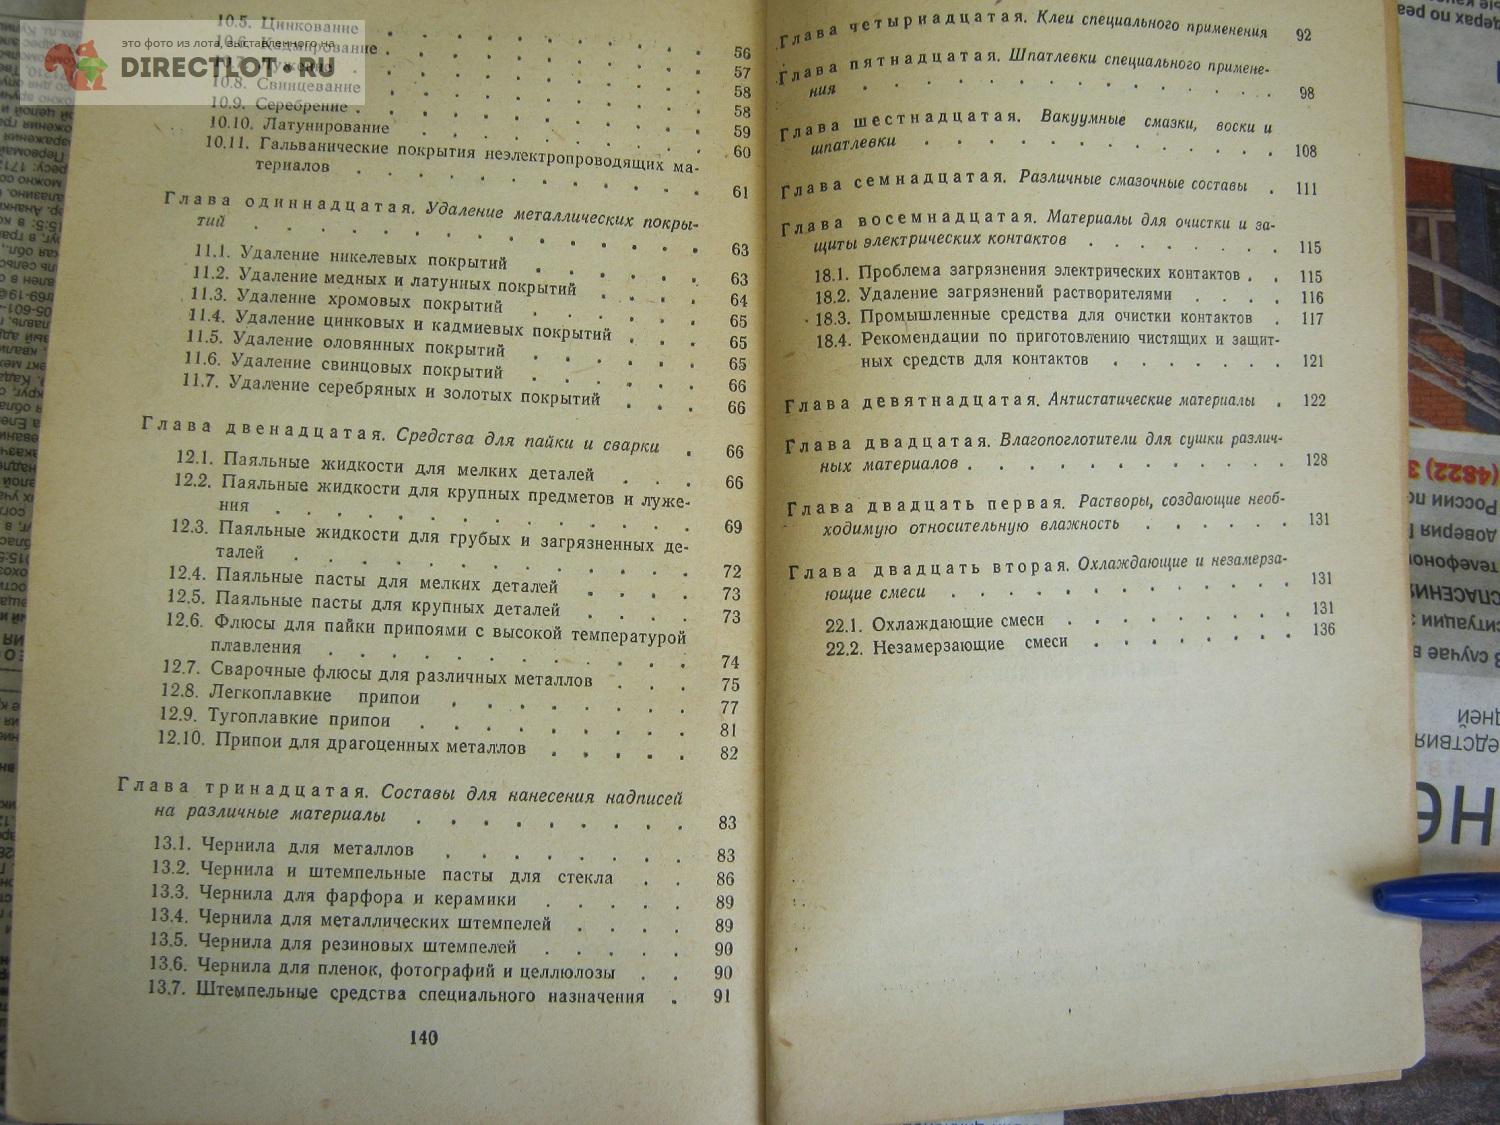 это фото из лота, выставленного на
DIRECTLOT.RU
10.5. Цинкование
10.6. Кадмирование . 56
57
10.8. Свинцевание 58
10.9. Серебрение . 58
10.10. Латунирование 59
10.11. Гальванические покрытия неэлектропроводящих ма- 60
териалов 61
Глава одиннадцатая. Удаление металлических покры-
тий 63
11.1. Удаление никелевых покрытий 63
11.2. Удаление медных и латунных покрытий 64
11.3. Удаление хромовых покрытий 65
11.4. Удаление цинковых и кадмиевых покрытий 65
11.5. Удаление оловянных покрытий 65
11.6. Удаление свинцовых покрытий 66
11.7. Удаление серебряных и золотых покрытий 66
Глава двенадцатая. Средства для пайки и сварки 66
12.1. Паяльные жидкости для мелких деталей 66
12.2. Паяльные жидкости для крупных предметов и луже-
ния 69
12.3. Паяльные жидкости для грубых и загрязненных де-
талей 72
12.4. Паяльные пасты для мелких деталей 73
12.5. Паяльные пасты для крупных деталей 73
12.6. Флюсы для пайки припоями с высокой температурой
плавления 74
12.7. Сварочные флюсы для различных металлов 75
12.8. Легкоплавкие припои 77
12.9. Тугоплавкие припои 81
12.10. Припои для драгоценных металлов 82
Глава тринадцатая. Составы для нанесения надписей
на различные материалы 83
13.1. Чернила для металлов 83
13.2. Чернила и штемпельные пасты для стекла 86
13.3. Чернила для фарфора и керамики 89
13.4. Чернила для металлических штемпелей 89
13.5. Чернила для резиновых штемпелей 90
13.6. Чернила для пленок, фотографий и целлюлозы 90
13.7. Штемпельные средства специального назначения 91
140
Глава четырнадцатая. Клеи специального применения 92
Глава пятнадцатая. Шпатлевки специального примене-
ния 98
Глава шестнадцатая. Вакуумные смазки, воски и
шпатлевки 108
Глава семнадцатая. Различные смазочные составы 111
Глава восемнадцатая. Материалы для очистки и за-
щиты электрических контактов 115
18.1. Проблема загрязнения электрических контактов 115
18.2. Удаление загрязнений растворителями 116
18.3. Промышленные средства для очистки контактов 117
18.4. Рекомендации по приготовлению чистящих и защит-
ных средств для контактов 121
Глава девятнадцатая. Антистатические материалы 122
Глава двадцатая. Влагопоглотители для сушки различ-
ных материалов 128
Глава двадцать первая. Растворы, создающие необ-
ходимую относительную влажность 131
Глава двадцать вторая. Охлаждающие и незамерза-
ющие смеси 131
22.1. Охлаждающие смеси 131
22.2. Незамерзающие смеси 136